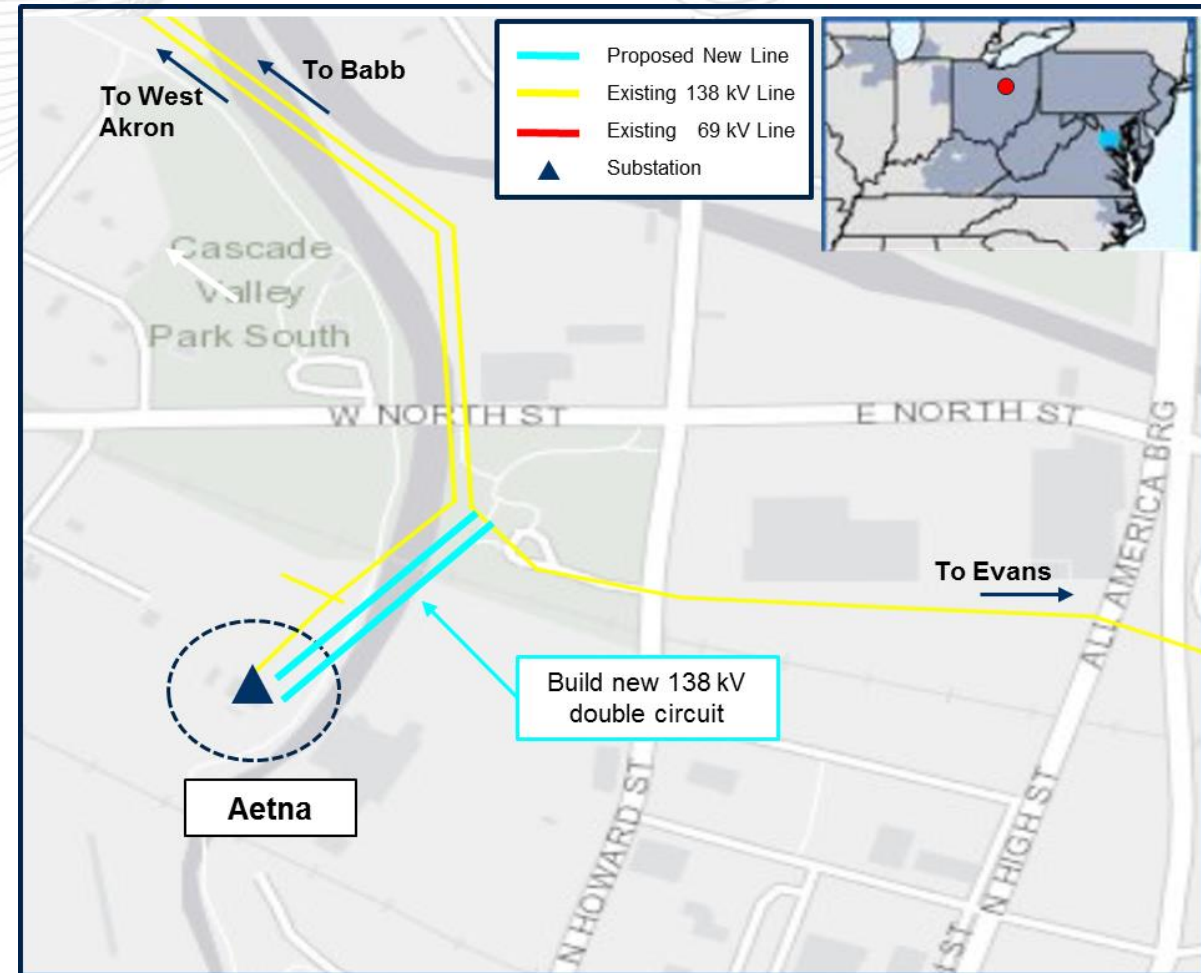 Proposed New Line
Existing 138 kV Line
Existing 69 kV Line
Substation
To Babb
To West
Akron
Cascade
Valley
Park South
W NORTH ST
E NORTH ST
ALL AMERICA BRG
To Evans
Build new 138 kV
double circuit
Aetna
N HOWARD ST
N HIGH ST